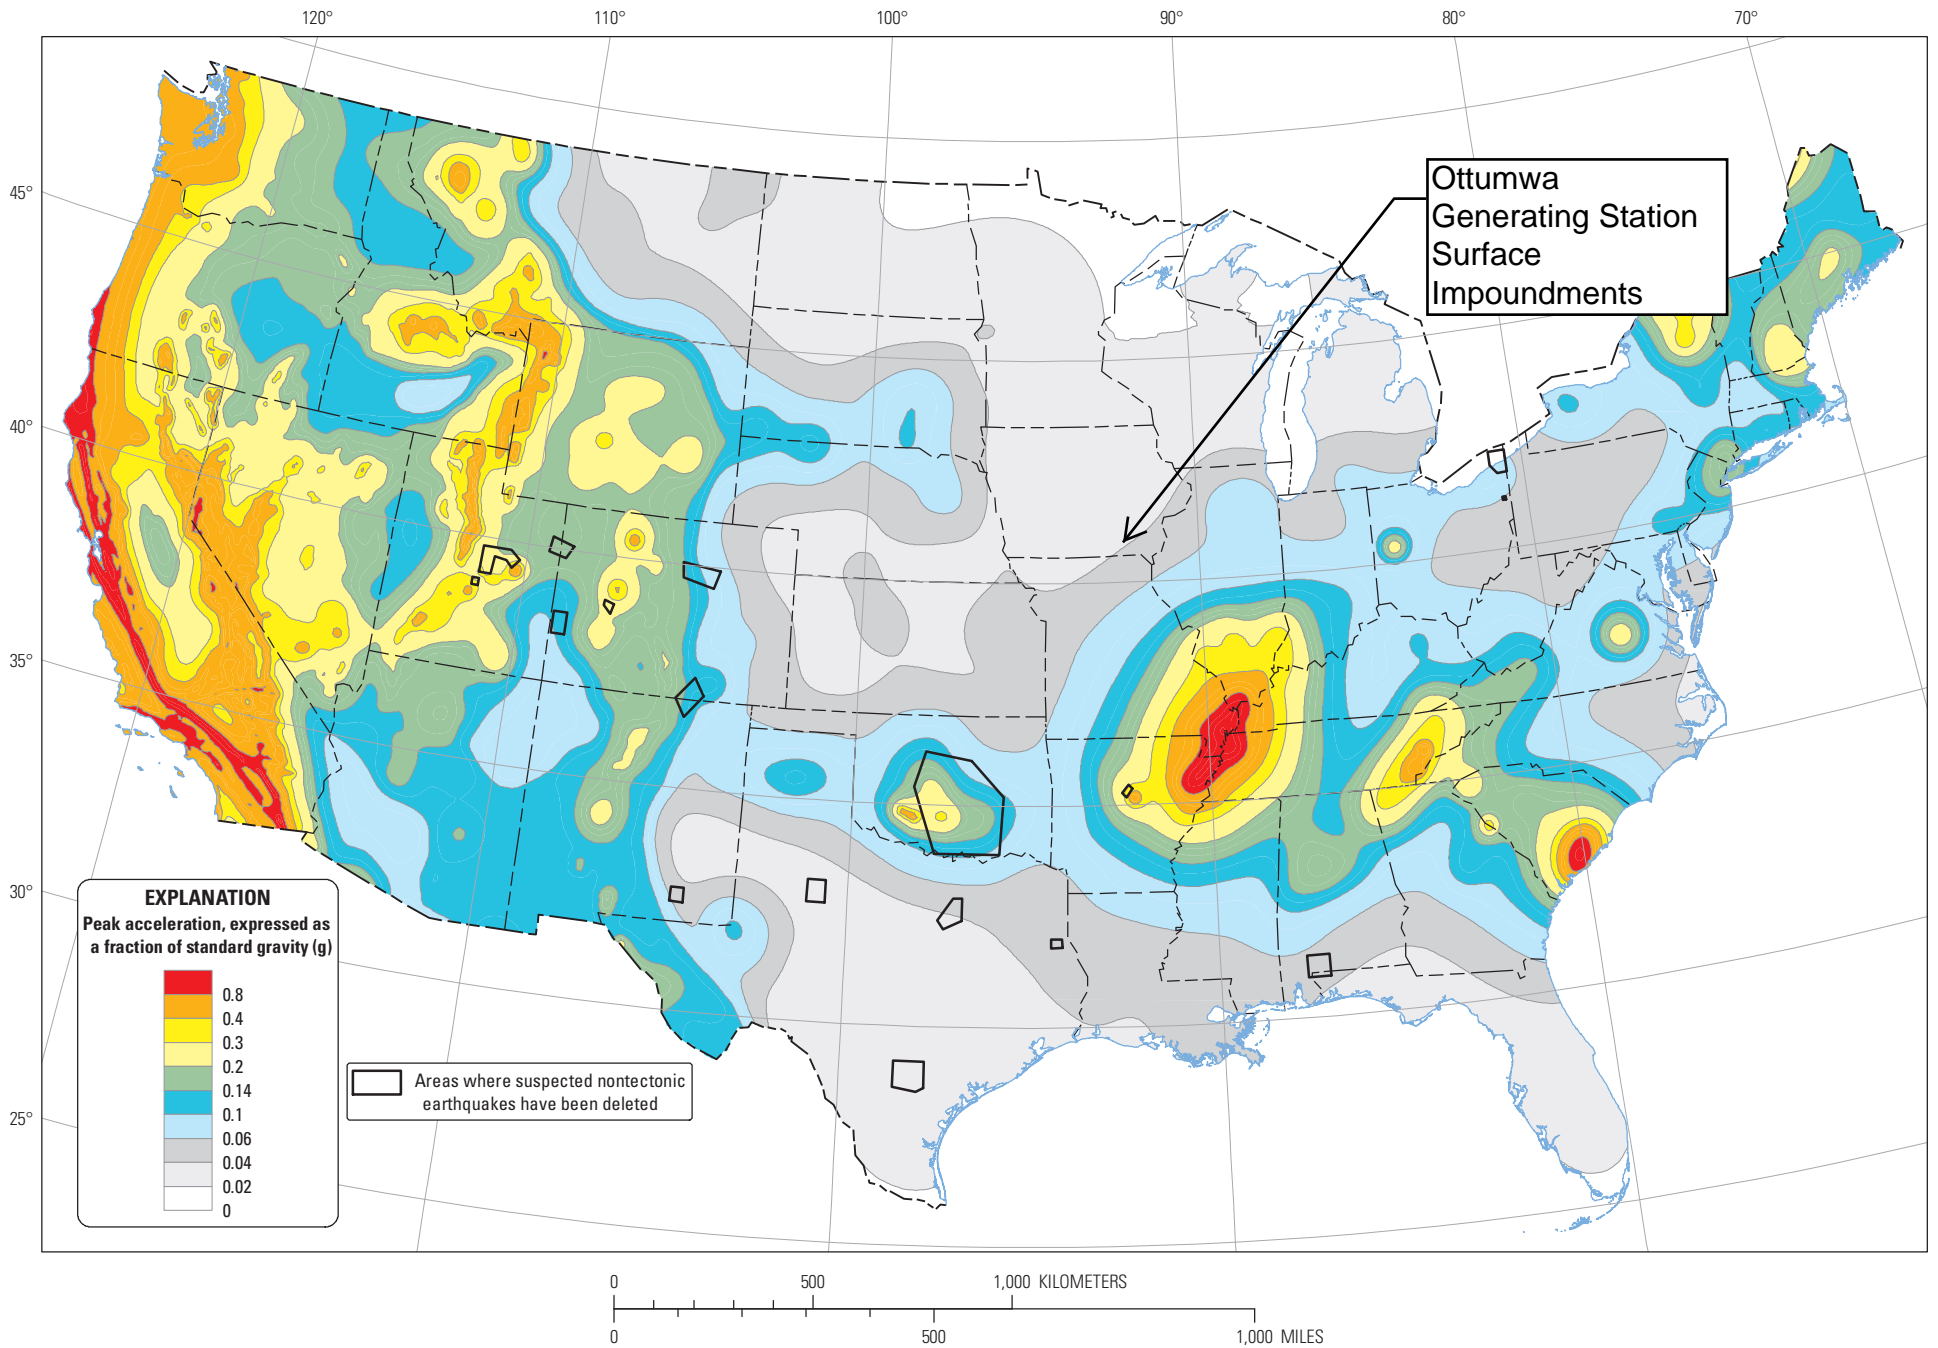 120°
110°
100°
90°
80°
70°
45°
40°
35°
30°
25°
Ottumwa
Generating Station
Surface
Impoundments
EXPLANATION
Peak acceleration, expressed as
a fraction of standard gravity (g)
0.8
0.4
0.3
0.2
0.14
0.1
0.06
0.04
0.02
0
Areas where suspected nontectonic
earthquakes have been deleted
0 500 1,000 KILOMETERS
0 500 1,000 MILES